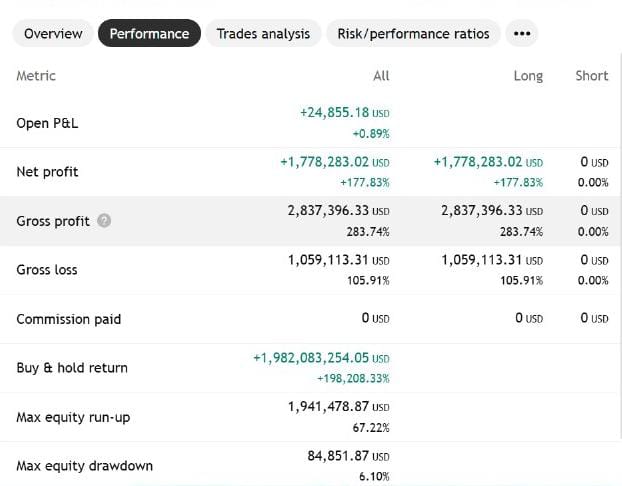 Overview Performance Trades analysis Risk/performance ratios •••
Metric All Long Short
Open P&L +24,855.18 USD
+0.89%
Net profit +1,778,283.02 USD +1,778,283.02 USD 0 USD
+177.83% +177.83% 0.00%
Gross profit ? 2,837,396.33 USD 2,837,396.33 USD 0 USD
283.74% 283.74% 0.00%
Gross loss 1,059,113.31 USD 1,059,113.31 USD 0 USD
105.91% 105.91% 0.00%
Commission paid 0 USD 0 USD 0 USD
Buy & hold return +1,982,083,254.05 USD
+198,208.33%
Max equity run-up 1,941,478.87 USD
67.22%
Max equity drawdown 84,851.87 USD
6.10%